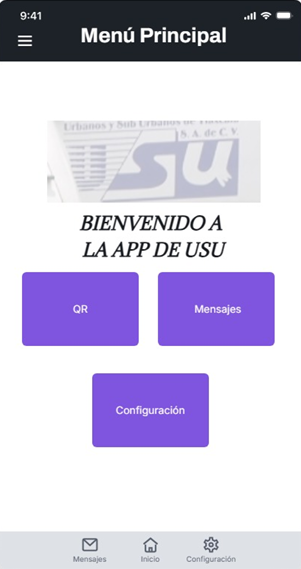 9:41
Menú Principal
Urbanos y Sub Urbanos de
S.A. de C.V
USU
BIENVENIDO A
LA APP DE USU
QR
Mensajes
Configuración
Mensajes
Inicio
Configuración